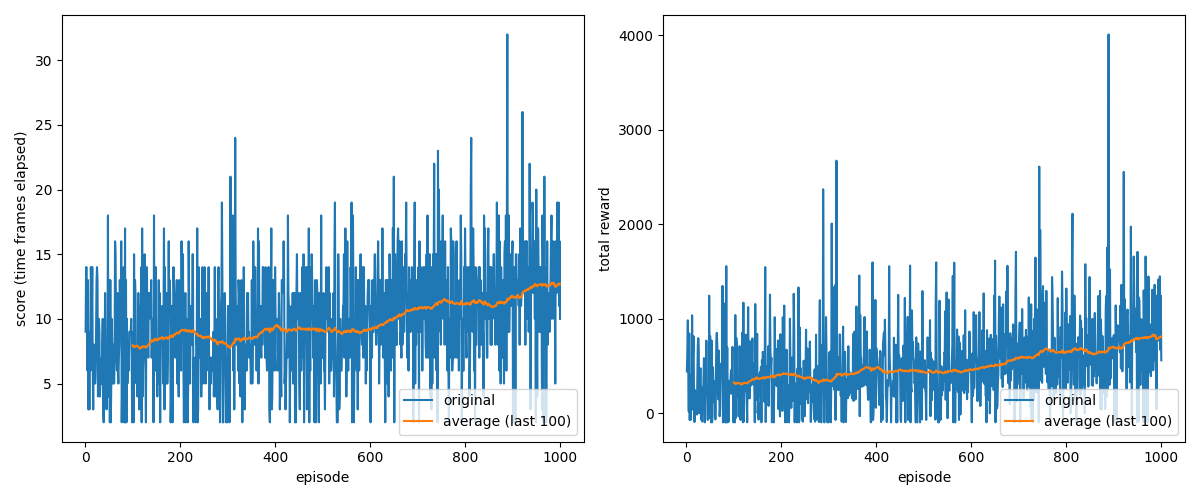 score (time frames elapsed)
30
25
20
15
10
5
0
200
400
600
800
1000
episode
original
average (last 100)
total reward
4000
3000
2000
1000
0
0
200
400
600
800
1000
episode
original
average (last 100)